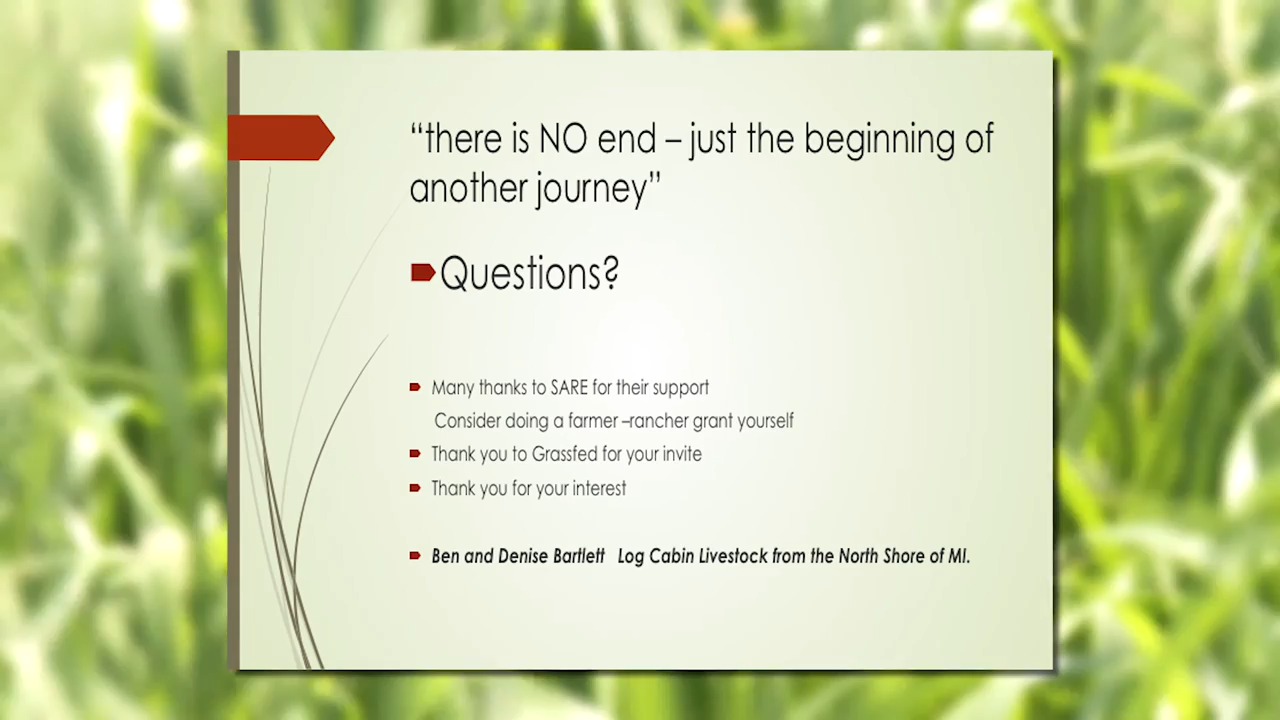 “there is NO end – just the beginning of
another journey”
Questions?
Many thanks to SARE for their support
Consider doing a farmer –rancher grant yourself
Thank you to Grassfed for your invite
Thank you for your interest
Ben and Denise Bartlett Log Cabin Livestock from the North Shore of MI.